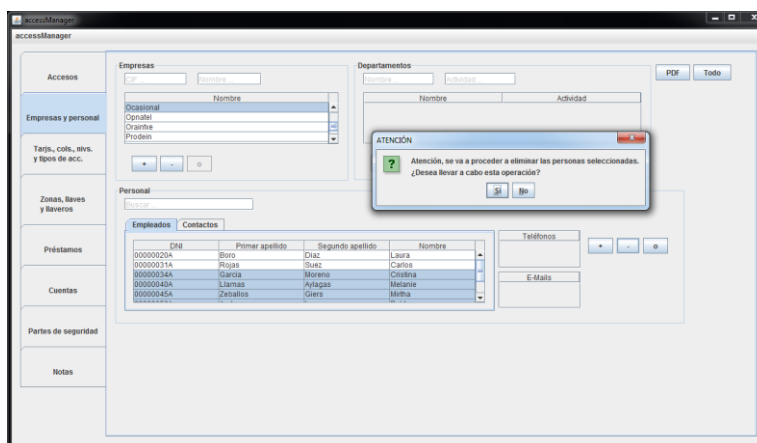 accessManager
accessManager
Accesos
Empresas y personal
Tarjs., cols., nivs.
y tipos de acc.
Zonas, llaves
y llaveros
Préstamos
Cuentas
Partes de seguridad
Notas
Empresas
CIF ...
Nombre ...
Nombre
Ocasional
Opnatel
Orainfxe
Prodein
+ - o
Departamentos
Nombre ...
Actividad ...
Nombre Actividad
PDF Todo
ATENCIÓN
Atención, se va a proceder a eliminar las personas seleccionadas.
¿Desea llevar a cabo esta operación?
Sí No
Personal
Buscar ...
Empleados Contactos
DNI Primer apellido Segundo apellido Nombre
00000020A Boro Díaz Laura
00000031A Rojas Suez Carlos
00000034A García Moreno Cristina
00000040A Llamas Aylagas Melanie
00000045A Zeballos Giers Mirtha
Teléfonos
E-Mails
+ - o